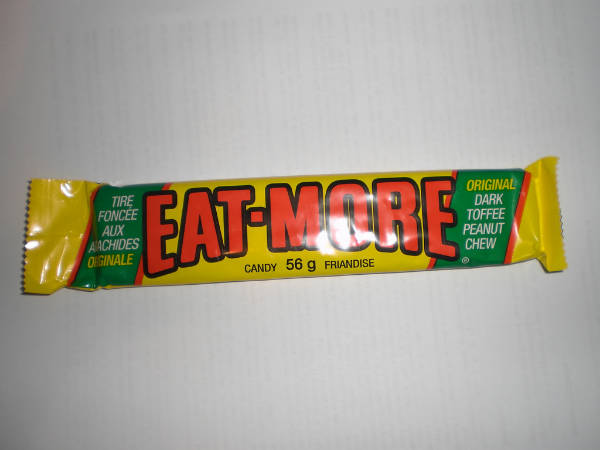 TIRE
FONCÉE
AUX
ARACHIDES
ORIGINALE
EAT-MORE
CANDY 56 g FRIANDISE
ORIGINAL
DARK
TOFFEE
PEANUT
CHEW
®